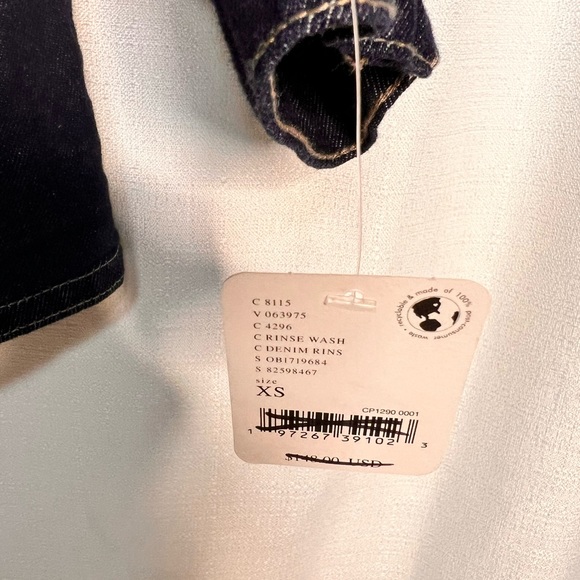 C 8115
V 063975
C 4296
C RINSE WASH
C DENIM RINS
S OB1719684
S 82598467
size
XS
CP1290 0001
1 97267 39102 3
$148.00 USD
recyclable & made of 100% post-consumer waste